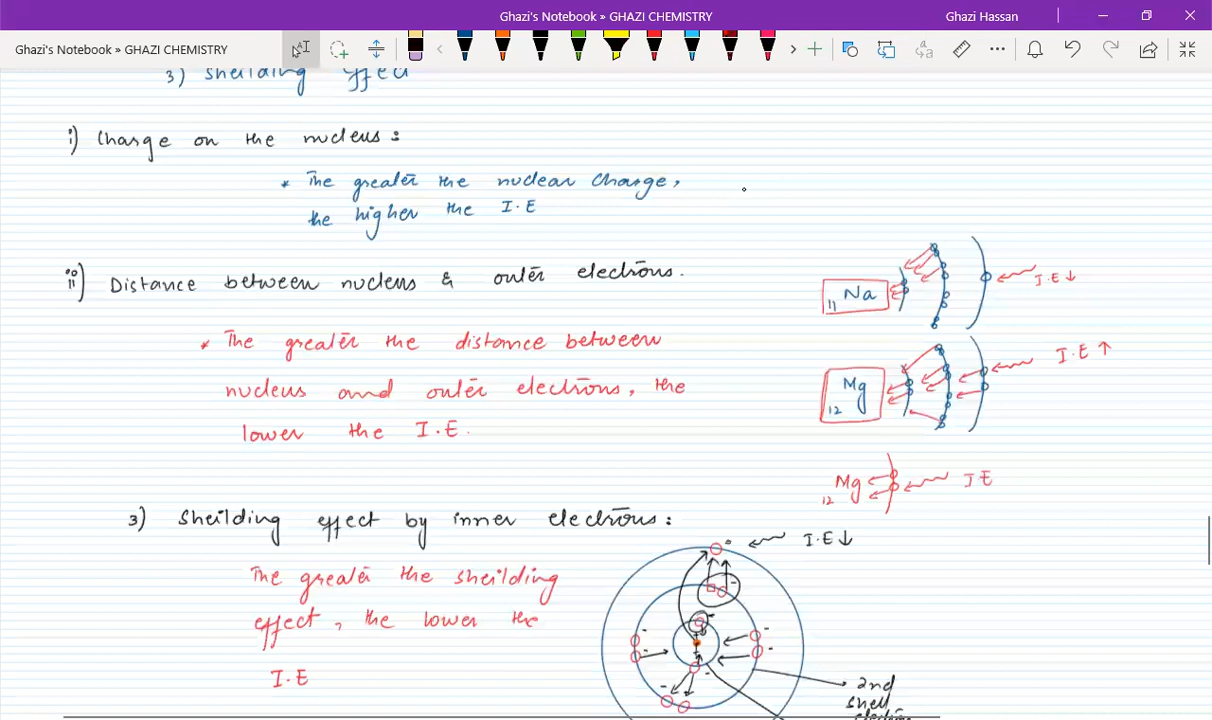 Ghazi's Notebook » GHAZI CHEMISTRY
Ghazi Hassan
Ghazi's Notebook » GHAZI CHEMISTRY
3) Sheilding effect
i) Charge on the nucleus :
* The greater the nuclear charge,
the higher the I.E
ii) Distance between nucleus & outer electrons.
* The greater the distance between
nucleus and outer electrons, the
lower the I.E.
11 Na
I.E ↓
12 Mg
I.E ↑
12 Mg
I.E
3) Sheilding effect by inner electrons :
The greater the sheilding
effect, the lower the
I.E
I.E ↓
2nd
shell
electrons